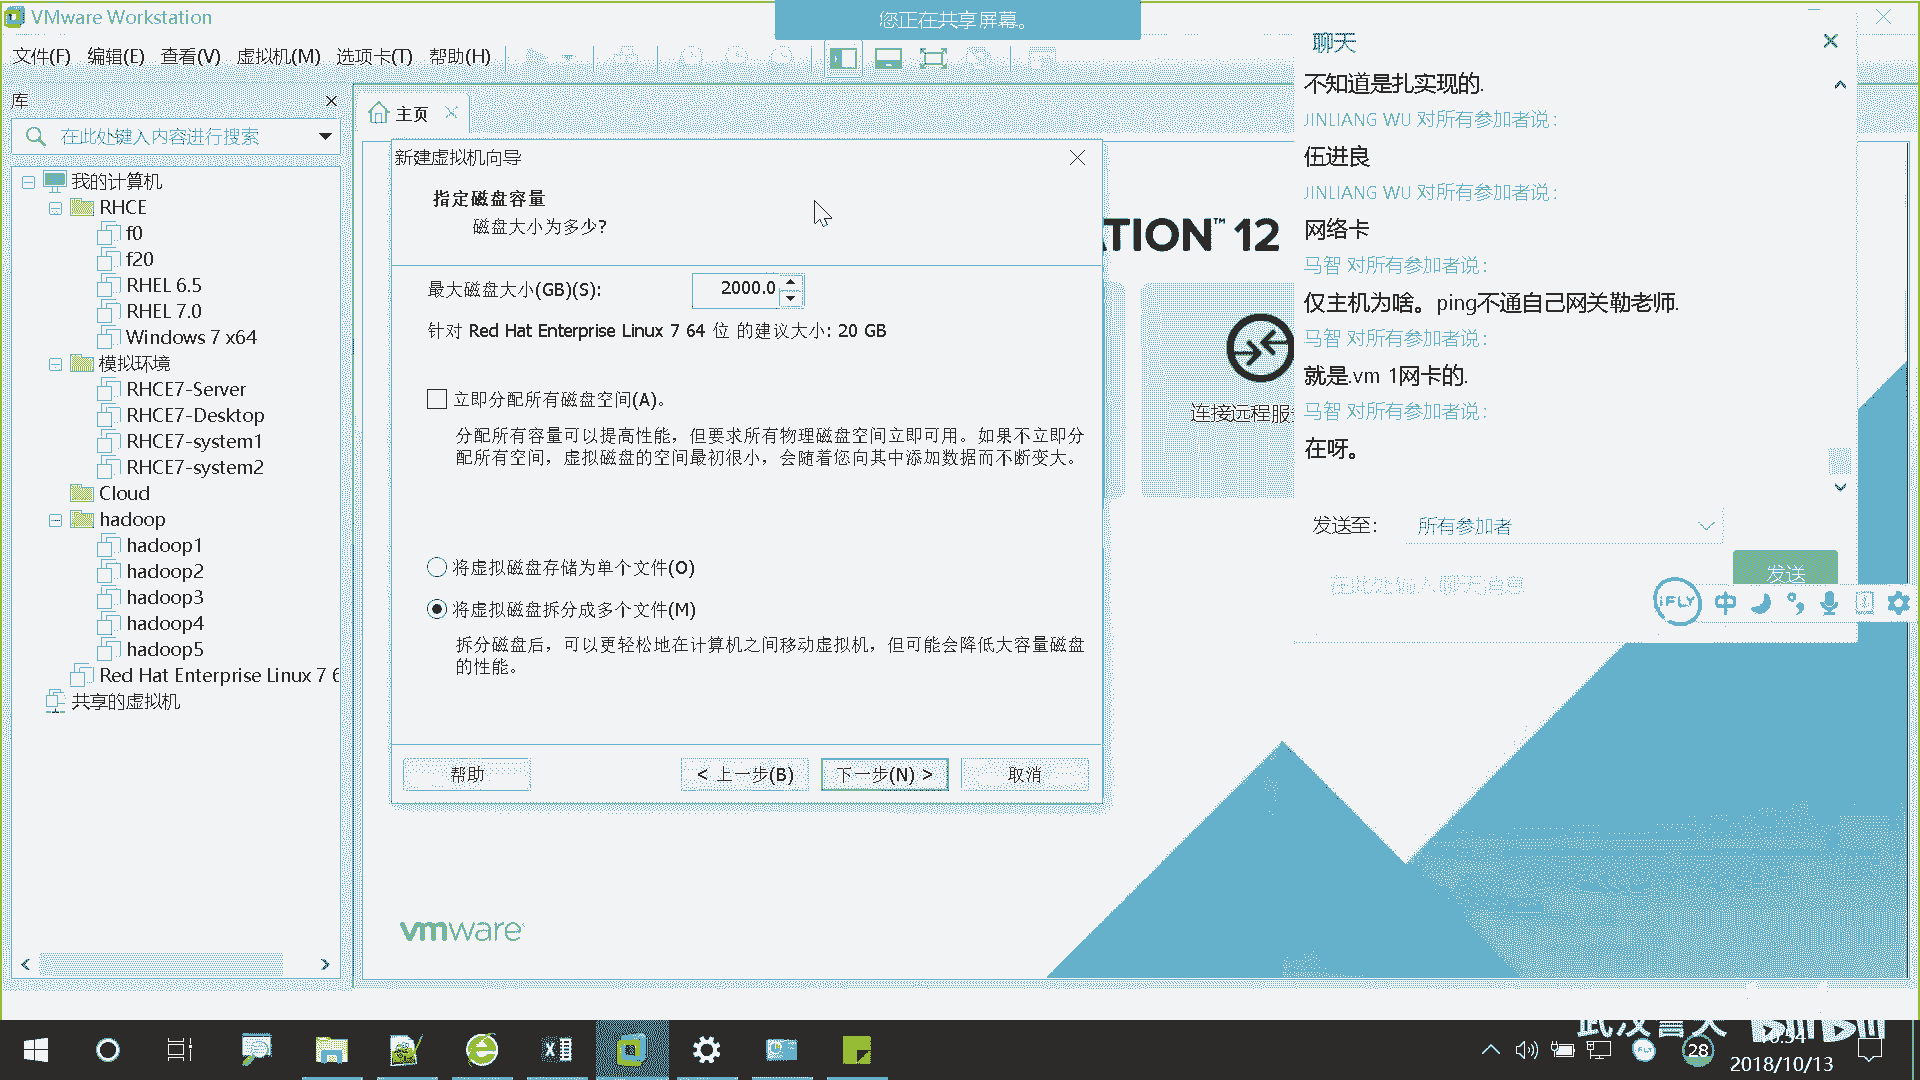 VMware Workstation
您正在共享屏幕。
文件(F) 编辑(E) 查看(V) 虚拟机(M) 选项卡(T) 帮助(H)
库
在此处键入内容进行搜索
我的计算机
RHCE
f0
f20
RHEL 6.5
RHEL 7.0
Windows 7 x64
模拟环境
RHCE7-Server
RHCE7-Desktop
RHCE7-system1
RHCE7-system2
Cloud
hadoop
hadoop1
hadoop2
hadoop3
hadoop4
hadoop5
Red Hat Enterprise Linux 7 6
共享的虚拟机
主页
新建虚拟机向导
指定磁盘容量
磁盘大小为多少?
最大磁盘大小(GB)(S): 2000.0
针对 Red Hat Enterprise Linux 7 64 位 的建议大小: 20 GB
立即分配所有磁盘空间(A)。
分配所有容量可以提高性能，但要求所有物理磁盘空间立即可用。如果不立即分
配所有空间，虚拟磁盘的空间最初很小，会随着您向其中添加数据而不断变大。
将虚拟磁盘存储为单个文件(O)
将虚拟磁盘拆分成多个文件(M)
拆分磁盘后，可以更轻松地在计算机之间移动虚拟机，但可能会降低大容量磁盘
的性能。
帮助
< 上一步(B)
下一步(N) >
取消
ATION™ 12
连接远程服
vmware
聊天
不知道是扎实现的.
JINLIANG WU 对所有参加者说:
伍进良
JINLIANG WU 对所有参加者说:
网络卡
马智 对所有参加者说:
仅主机为啥。ping不通自己网关勒老师.
马智 对所有参加者说:
就是.vm 1网卡的.
马智 对所有参加者说:
在呀。
发送至: 所有参加者
在此处输入聊天消息
发送
iFLY 中
28
2018/10/13